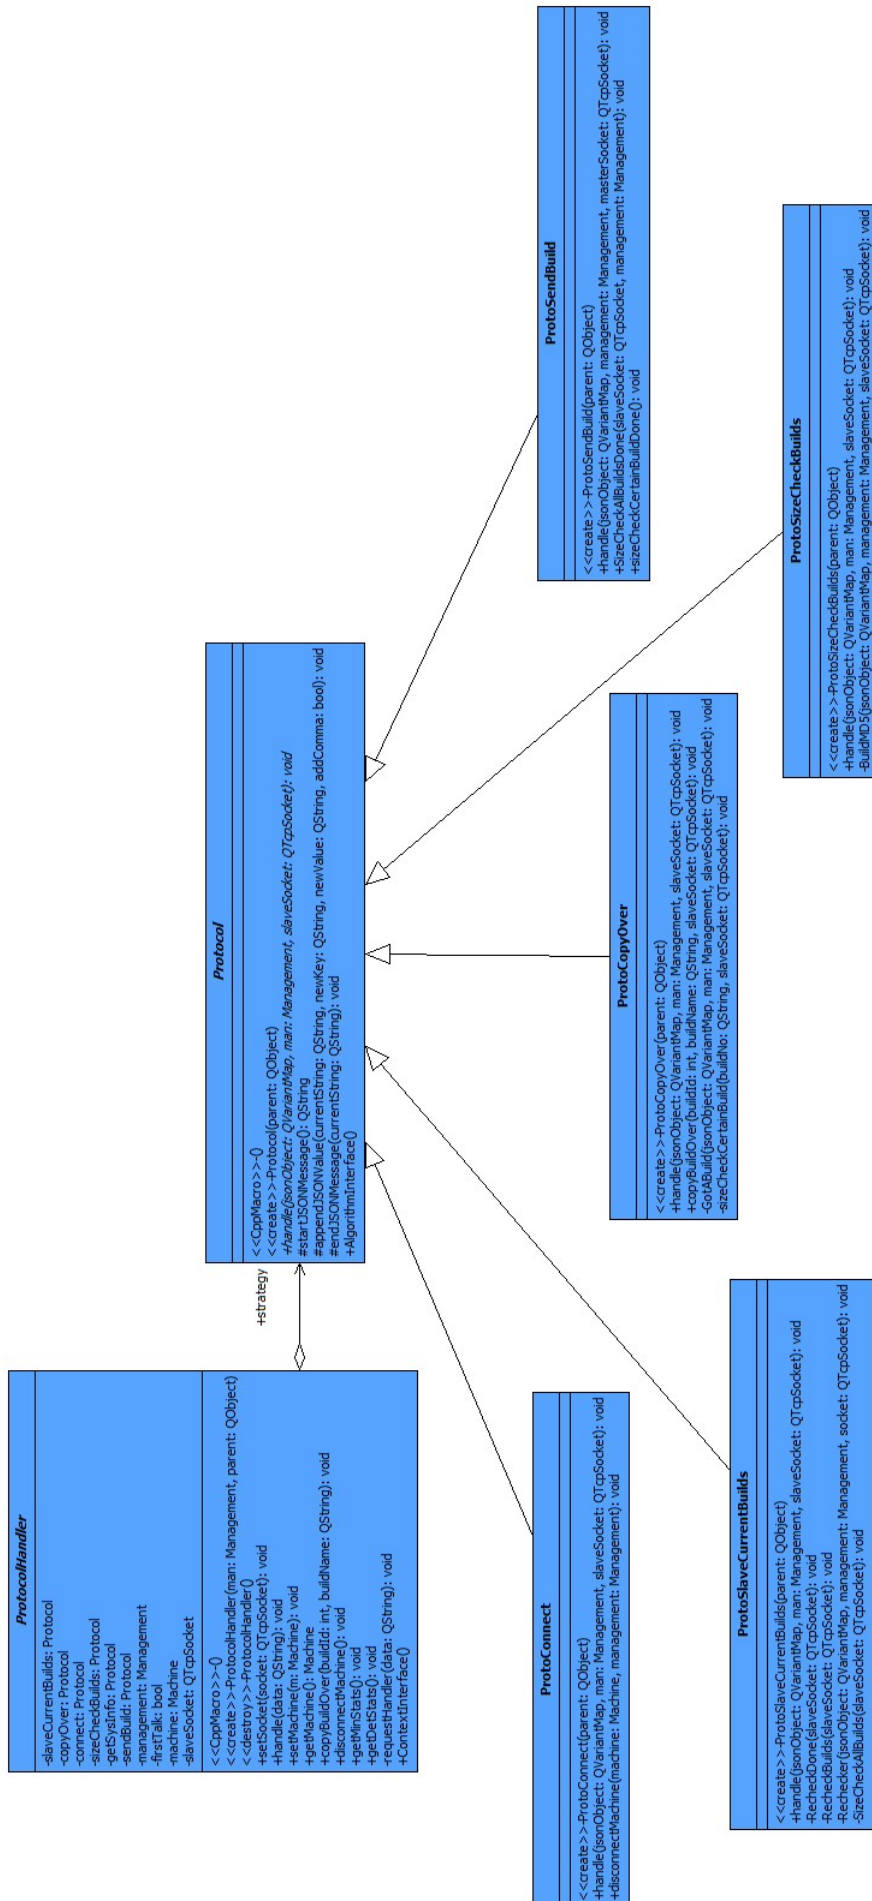 ProtocolHandler
-slaveCurrentBuilds: Protocol
-copyOver: Protocol
-connect: Protocol
-sizeCheckBuilds: Protocol
-getSysInfo: Protocol
-sendBuild: Protocol
-management: Management
-firstTalk: bool
-machine: Machine
-slaveSocket: QTcpSocket
<<CppMacro>>-()
<<create>>-ProtocolHandler(man: Management, parent: QObject)
<<destroy>>-ProtocolHandler()
+setSocket(socket: QTcpSocket): void
+handle(data: QString): void
+setMachine(m: Machine): void
+getMachine(): Machine
+copyBuildOver(buildId: int, buildName: QString): void
+disconnectMachine(): void
+getMinStats(): void
+getDetStats(): void
-requestHandler(data: QString): void
+ContextInterface()
+strategy
Protocol
<<CppMacro>>-()
<<create>>-Protocol(parent: QObject)
+handle(jsonObject: QVariantMap, man: Management, slaveSocket: QTcpSocket): void
#startJSONMessage(): QString
#appendJSONValue(currentString: QString, newKey: QString, newValue: QString, addComma: bool): void
#endJSONMessage(currentString: QString): void
+AlgorithmInterface()
ProtoConnect
<<create>>-ProtoConnect(parent: QObject)
+handle(jsonObject: QVariantMap, man: Management, slaveSocket: QTcpSocket): void
+disconnectMachine(machine: Machine, management: Management): void
ProtoSlaveCurrentBuilds
<<create>>-ProtoSlaveCurrentBuilds(parent: QObject)
+handle(jsonObject: QVariantMap, man: Management, slaveSocket: QTcpSocket): void
-RecheckDone(slaveSocket: QTcpSocket): void
-RecheckBuilds(slaveSocket: QTcpSocket): void
-Rechecker(jsonObject: QVariantMap, management: Management, socket: QTcpSocket): void
-SizeCheckAllBuilds(slaveSocket: QTcpSocket): void
ProtoCopyOver
<<create>>-ProtoCopyOver(parent: QObject)
+handle(jsonObject: QVariantMap, man: Management, slaveSocket: QTcpSocket): void
+copyBuildOver(buildId: int, buildName: QString, slaveSocket: QTcpSocket): void
-GotABuild(jsonObject: QVariantMap, man: Management, slaveSocket: QTcpSocket): void
-sizeCheckCertainBuild(buildNo: QString, slaveSocket: QTcpSocket): void
ProtoSendBuild
<<create>>-ProtoSendBuild(parent: QObject)
+handle(jsonObject: QVariantMap, management: Management, masterSocket: QTcpSocket): void
+SizeCheckAllBuildsDone(slaveSocket: QTcpSocket, management: Management): void
+sizeCheckCertainBuildDone(): void
ProtoSizeCheckBuilds
<<create>>-ProtoSizeCheckBuilds(parent: QObject)
+handle(jsonObject: QVariantMap, man: Management, slaveSocket: QTcpSocket): void
-BuildMD5(jsonObject: QVariantMap, management: Management, slaveSocket: QTcpSocket): void